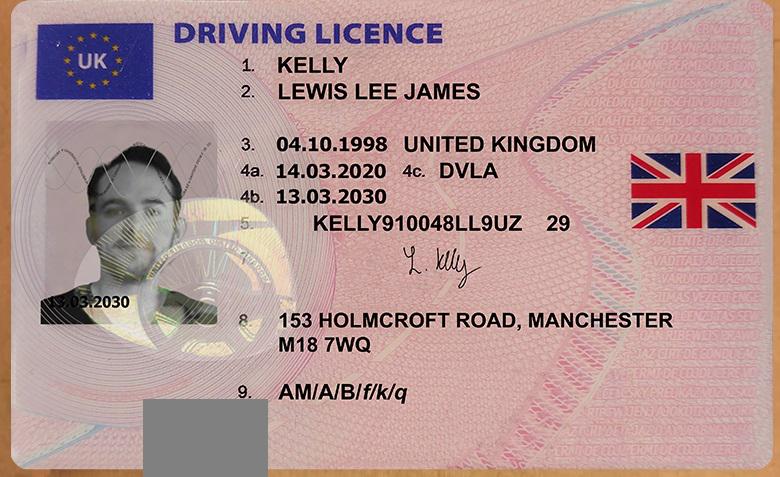 UK
DRIVING LICENCE
1. KELLY
2. LEWIS LEE JAMES
3. 04.10.1998 UNITED KINGDOM
4a. 14.03.2020 4c. DVLA
4b. 13.03.2030
5. KELLY910048LL9UZ 29
L. Kelly
13.03.2030
8. 153 HOLMCROFT ROAD, MANCHESTER
M18 7WQ
9. AM/A/B/f/k/q